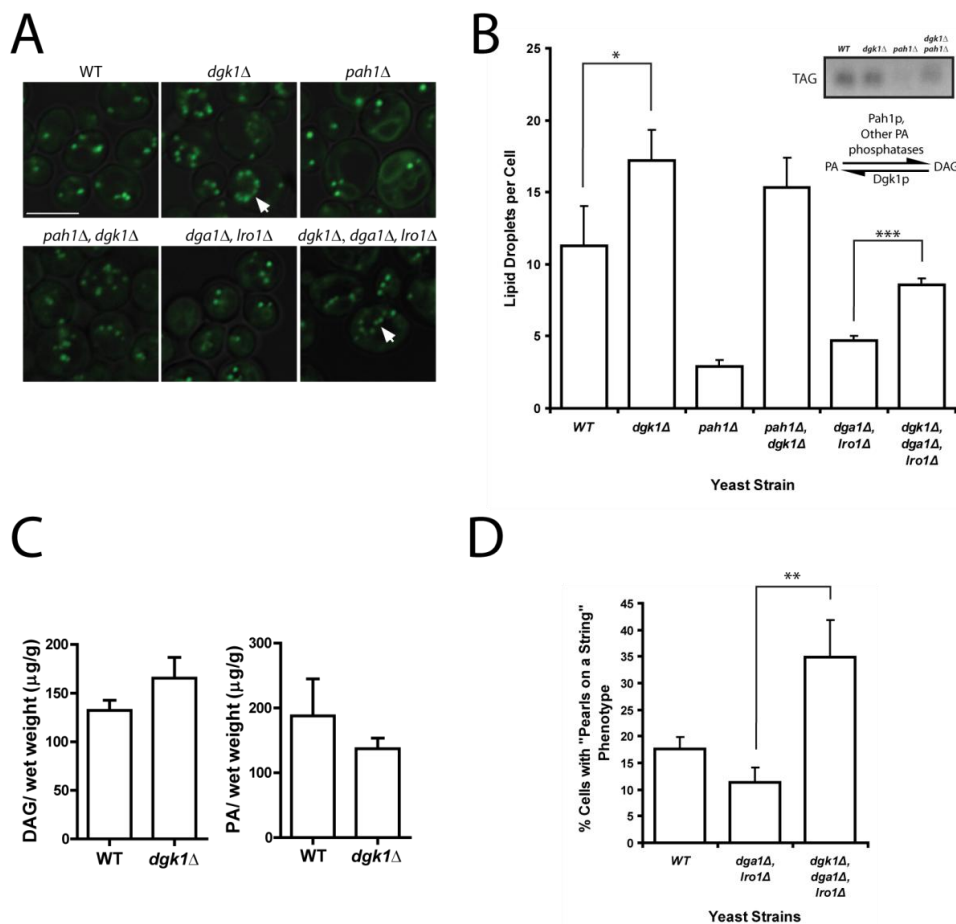 A
WT
dgk1Δ
pah1Δ
pah1Δ, dgk1Δ
dga1Δ, lro1Δ
dgk1Δ, dga1Δ, lro1Δ
B
25
20
15
10
5
0
Lipid Droplets per Cell
*
***
WT
dgk1Δ
pah1Δ
dgk1Δ
pah1Δ
TAG
Pah1p,
Other PA
phosphatases
PA
DAG
Dgk1p
WT
dgk1Δ
pah1Δ
pah1Δ,
dgk1Δ
dga1Δ,
lro1Δ
dgk1Δ,
dga1Δ,
lro1Δ
Yeast Strain
C
DAG/ wet weight (µg/g)
200
150
100
50
0
WT
dgk1Δ
PA/ wet weight (µg/g)
300
200
100
0
WT
dgk1Δ
D
% Cells with "Pearls on a String"
Phenotype
45
40
35
30
25
20
15
10
5
0
**
WT
dga1Δ,
lro1Δ
dgk1Δ,
dga1Δ,
lro1Δ
Yeast Strains